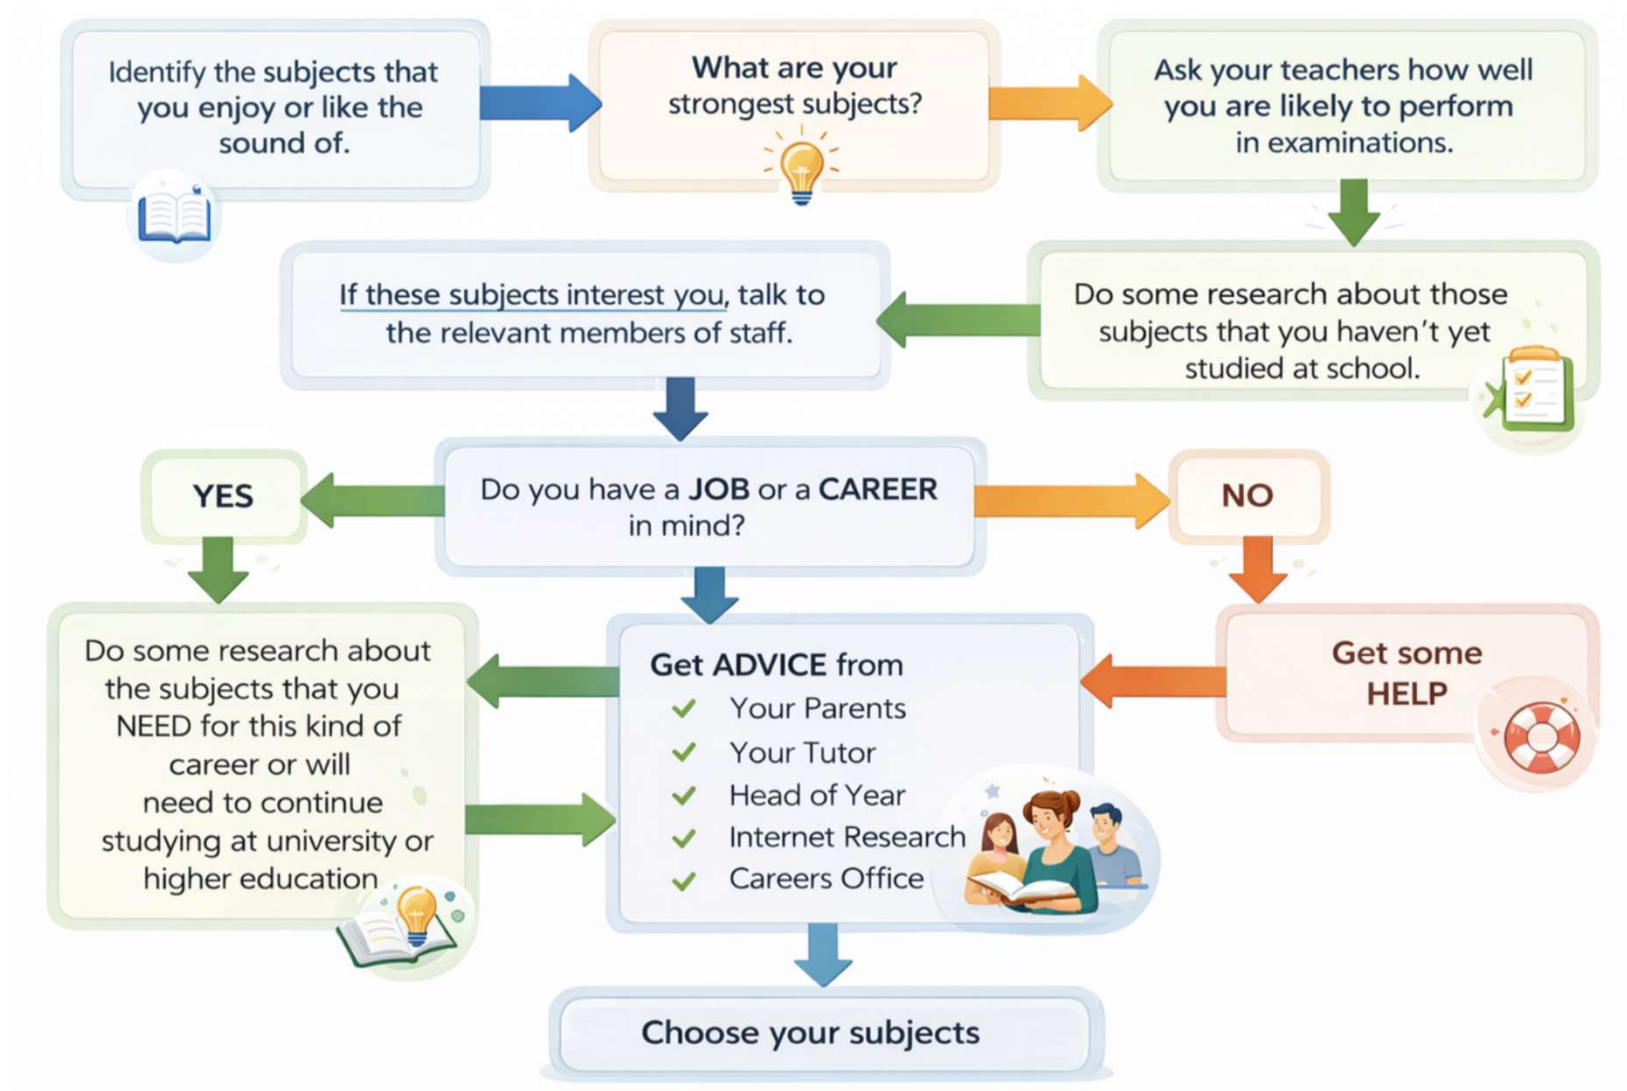 Identify the subjects that
you enjoy or like the
sound of.
What are your
strongest subjects?
Ask your teachers how well
you are likely to perform
in examinations.
Do some research about those
subjects that you haven't yet
studied at school.
If these subjects interest you, talk to
the relevant members of staff.
Do you have a JOB or a CAREER
in mind?
YES
NO
Do some research about
the subjects that you
NEED for this kind of
career or will
need to continue
studying at university or
higher education
Get some
HELP
Get ADVICE from
✓ Your Parents
✓ Your Tutor
✓ Head of Year
✓ Internet Research
✓ Careers Office
Choose your subjects